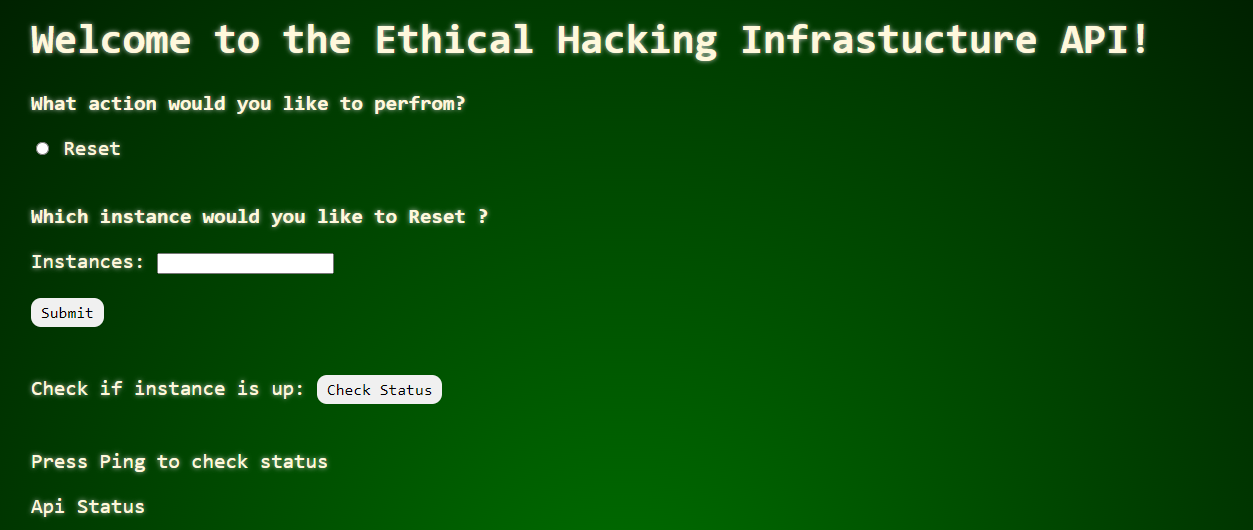 Welcome to the Ethical Hacking Infrastucture API!
What action would you like to perfrom?
Reset
Which instance would you like to Reset ?
Instances:
Submit
Check if instance is up: Check Status
Press Ping to check status
Api Status